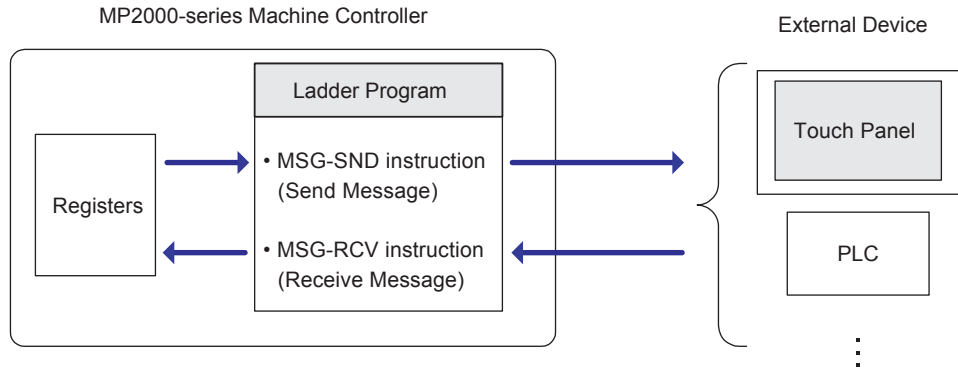 MP2000-series Machine Controller
External Device
Ladder Program
Touch Panel
• MSG-SND instruction
(Send Message)
Registers
• MSG-RCV instruction
(Receive Message)
PLC